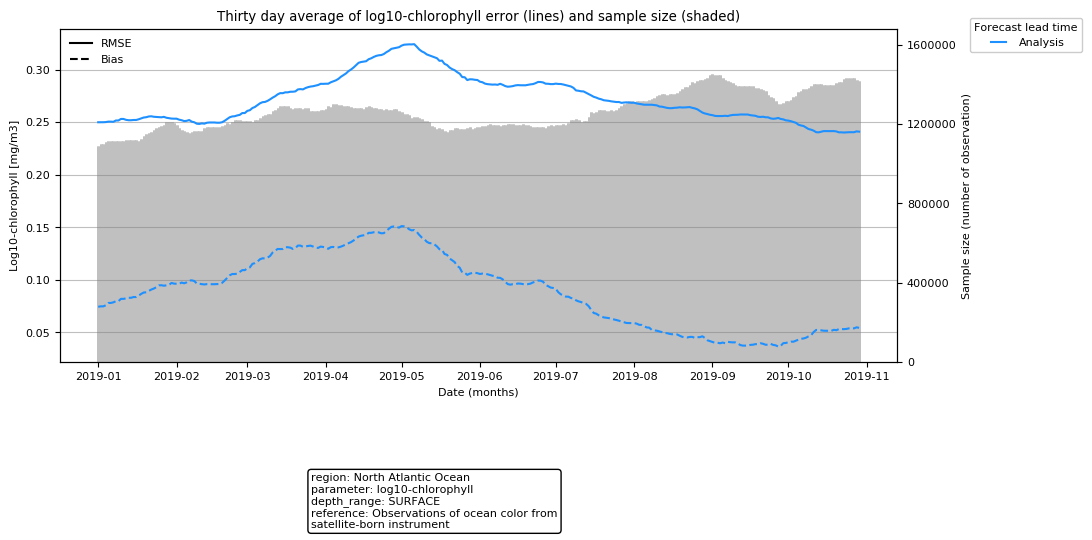 Thirty day average of log10-chlorophyll error (lines) and sample size (shaded)
RMSE
Bias
Forecast lead time
Analysis
Log10-chlorophyll [mg/m3]
0.30
0.25
0.20
0.15
0.10
0.05
1600000
1200000
800000
400000
0
Sample size (number of observation)
2019-01 2019-02 2019-03 2019-04 2019-05 2019-06 2019-07 2019-08 2019-09 2019-10 2019-11
Date (months)
region: North Atlantic Ocean
parameter: log10-chlorophyll
depth_range: SURFACE
reference: Observations of ocean color from
satellite-born instrument